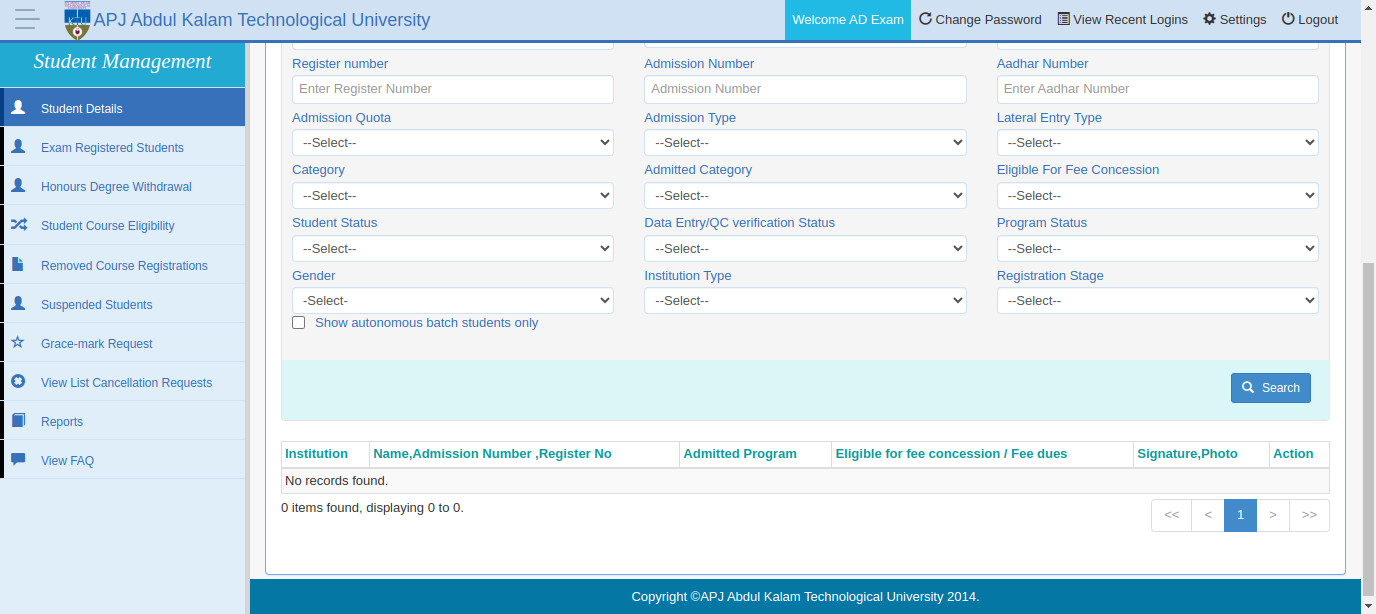 APJ Abdul Kalam Technological University
Welcome AD Exam Change Password View Recent Logins Settings Logout
Student Management
Student Details
Exam Registered Students
Honours Degree Withdrawal
Student Course Eligibility
Removed Course Registrations
Suspended Students
Grace-mark Request
View List Cancellation Requests
Reports
View FAQ
Register number Admission Number Aadhar Number
Enter Register Number Admission Number Enter Aadhar Number
Admission Quota Admission Type Lateral Entry Type
--Select-- --Select-- --Select--
Category Admitted Category Eligible For Fee Concession
--Select-- --Select-- --Select--
Student Status Data Entry/QC verification Status Program Status
--Select-- --Select-- --Select--
Gender Institution Type Registration Stage
-Select- --Select-- --Select--
Show autonomous batch students only
Search
Institution Name,Admission Number ,Register No Admitted Program Eligible for fee concession / Fee dues Signature,Photo Action
No records found.
0 items found, displaying 0 to 0.
<< < 1 > >>
Copyright ©APJ Abdul Kalam Technological University 2014.